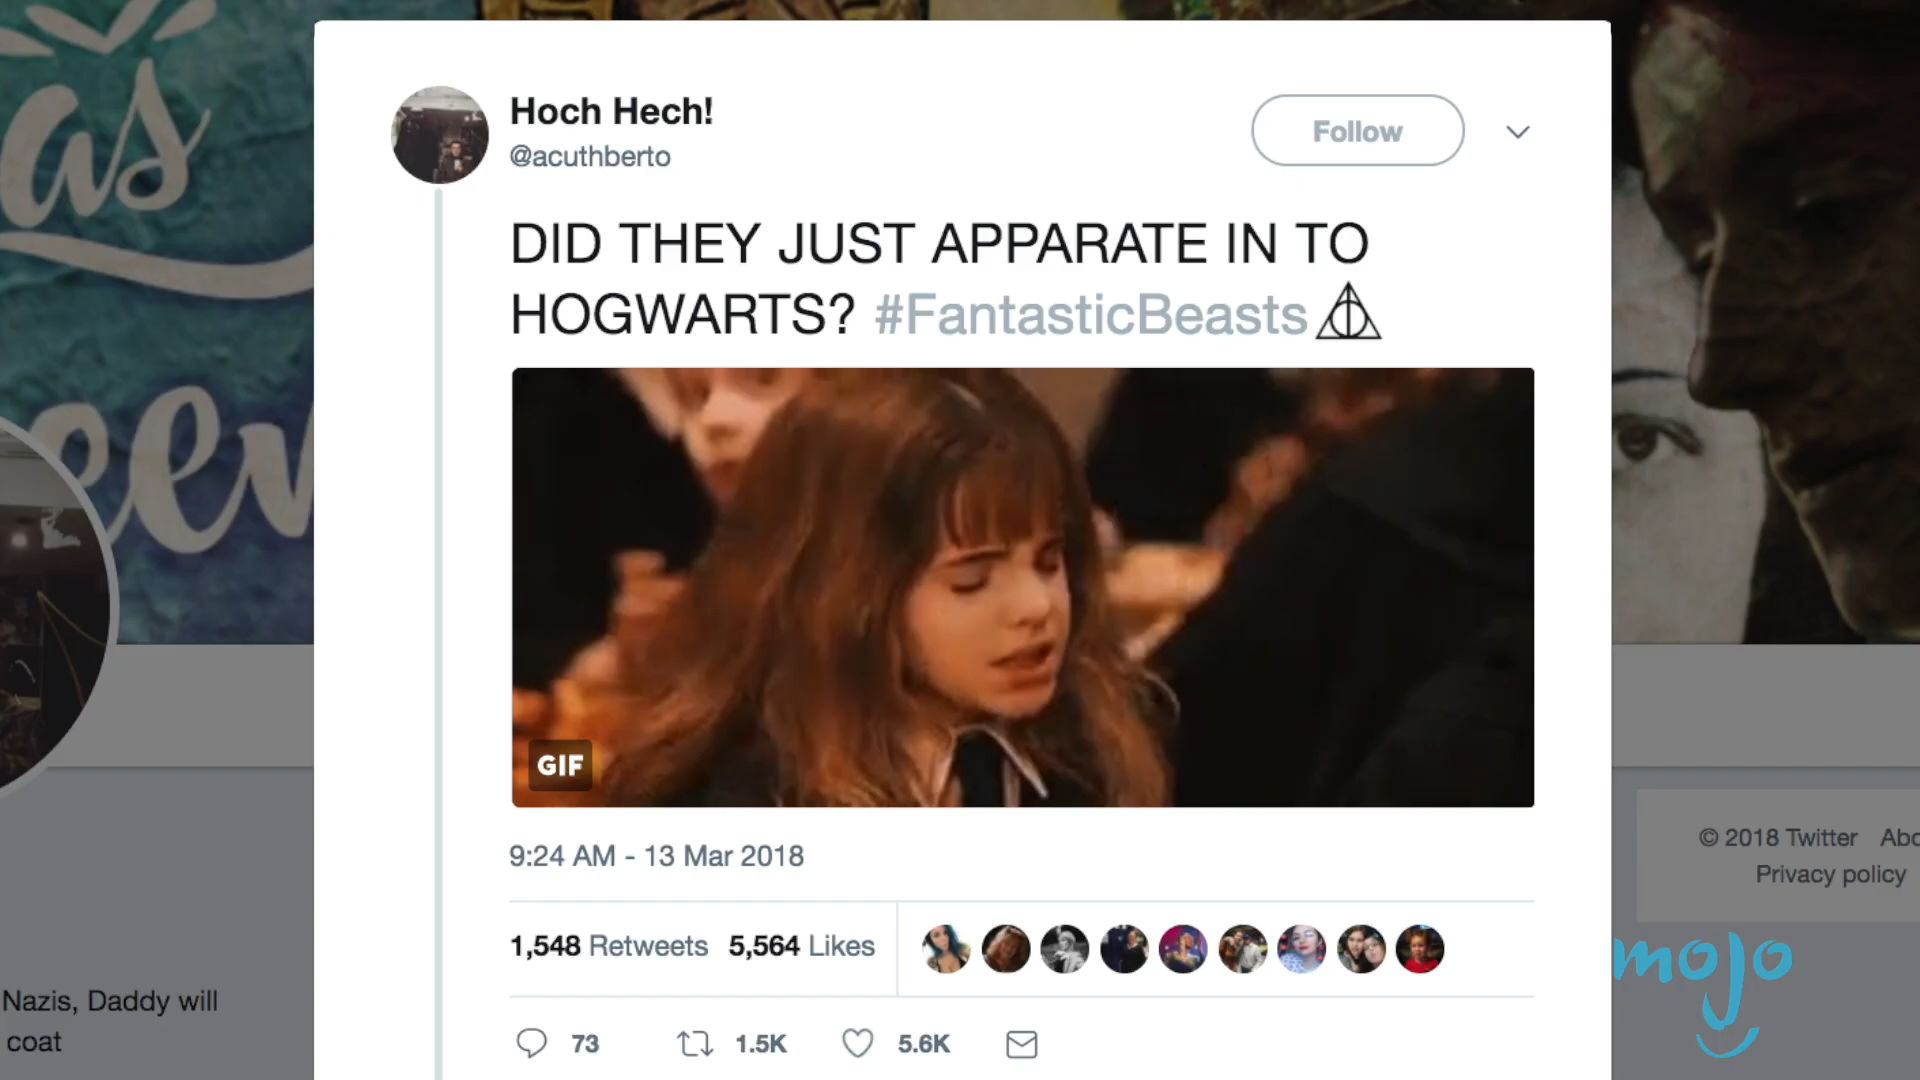 as
Hoch Hech!
@acuthberto
Follow
DID THEY JUST APPARATE IN TO
HOGWARTS? #FantasticBeasts
GIF
9:24 AM - 13 Mar 2018
1,548 Retweets 5,564 Likes
73
1.5K
5.6K
© 2018 Twitter
Privacy policy
Nazis, Daddy will
coat
mojo